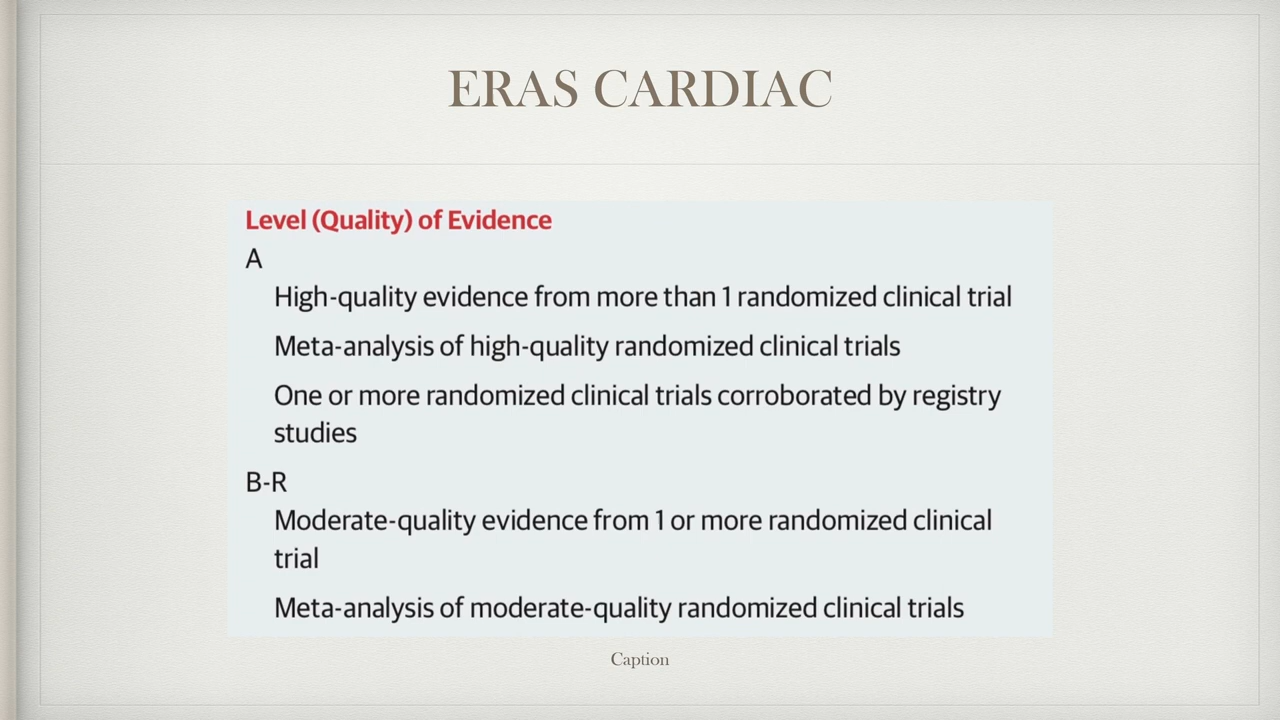 ERAS CARDIAC
Level (Quality) of Evidence
A
High-quality evidence from more than 1 randomized clinical trial
Meta-analysis of high-quality randomized clinical trials
One or more randomized clinical trials corroborated by registry
studies
B-R
Moderate-quality evidence from 1 or more randomized clinical
trial
Meta-analysis of moderate-quality randomized clinical trials
Caption